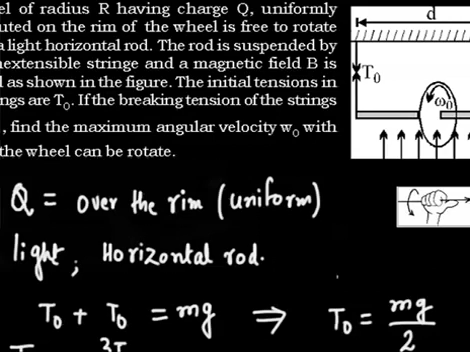 el of radius R having charge Q, uniformly
uted on the rim of the wheel is free to rotate
a light horizontal rod. The rod is suspended by
nextensible stringe and a magnetic field B is
d as shown in the figure. The initial tensions in
ngs are T₀. If the breaking tension of the strings
, find the maximum angular velocity w₀ with
the wheel can be rotate.
d
T₀
ω₀
Q = over the rim (uniform)
light, Horizontal rod.
T₀ + T₀ = mg ⇒ T₀ = mg/2